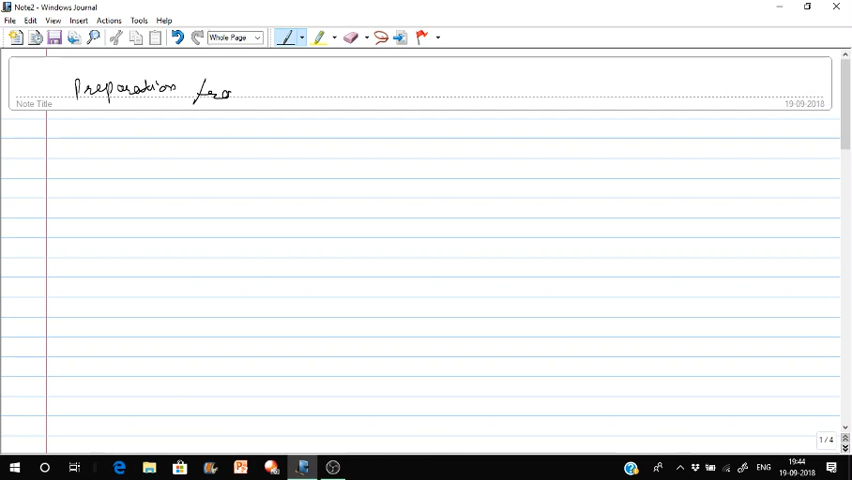 Note2 - Windows Journal
File Edit View Insert Actions Tools Help
Whole Page
Preparation fro
Note Title 19-09-2018
1 / 4
ENG 19:44
19-09-2018